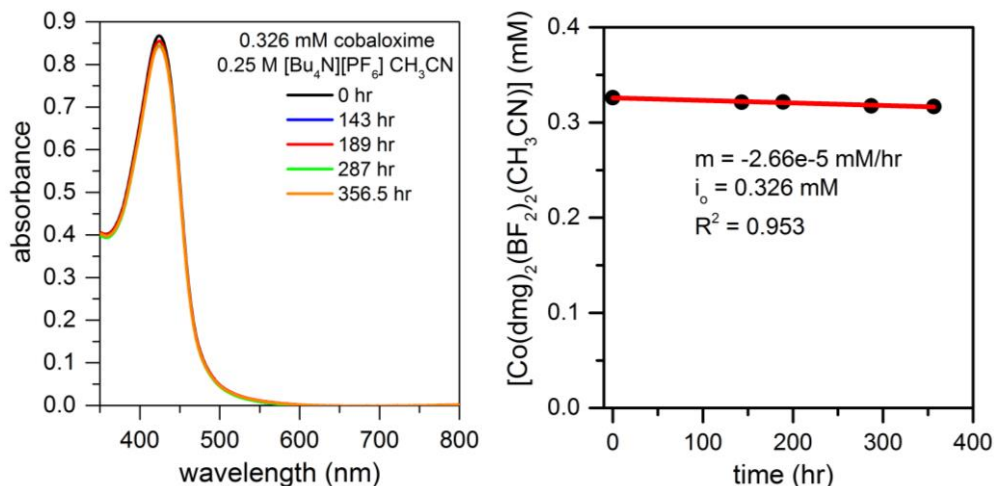 0.9
0.8
0.7
0.6
0.5
0.4
0.3
0.2
0.1
0.0
absorbance
0.326 mM cobaloxime
0.25 M [Bu₄N][PF₆] CH₃CN
0 hr
143 hr
189 hr
287 hr
356.5 hr
400
500
600
700
800
wavelength (nm)
0.4
0.3
0.2
0.1
0.0
[Co(dmg)₂(BF₂)₂(CH₃CN)] (mM)
m = -2.66e-5 mM/hr
iₒ = 0.326 mM
R² = 0.953
0
100
200
300
400
time (hr)